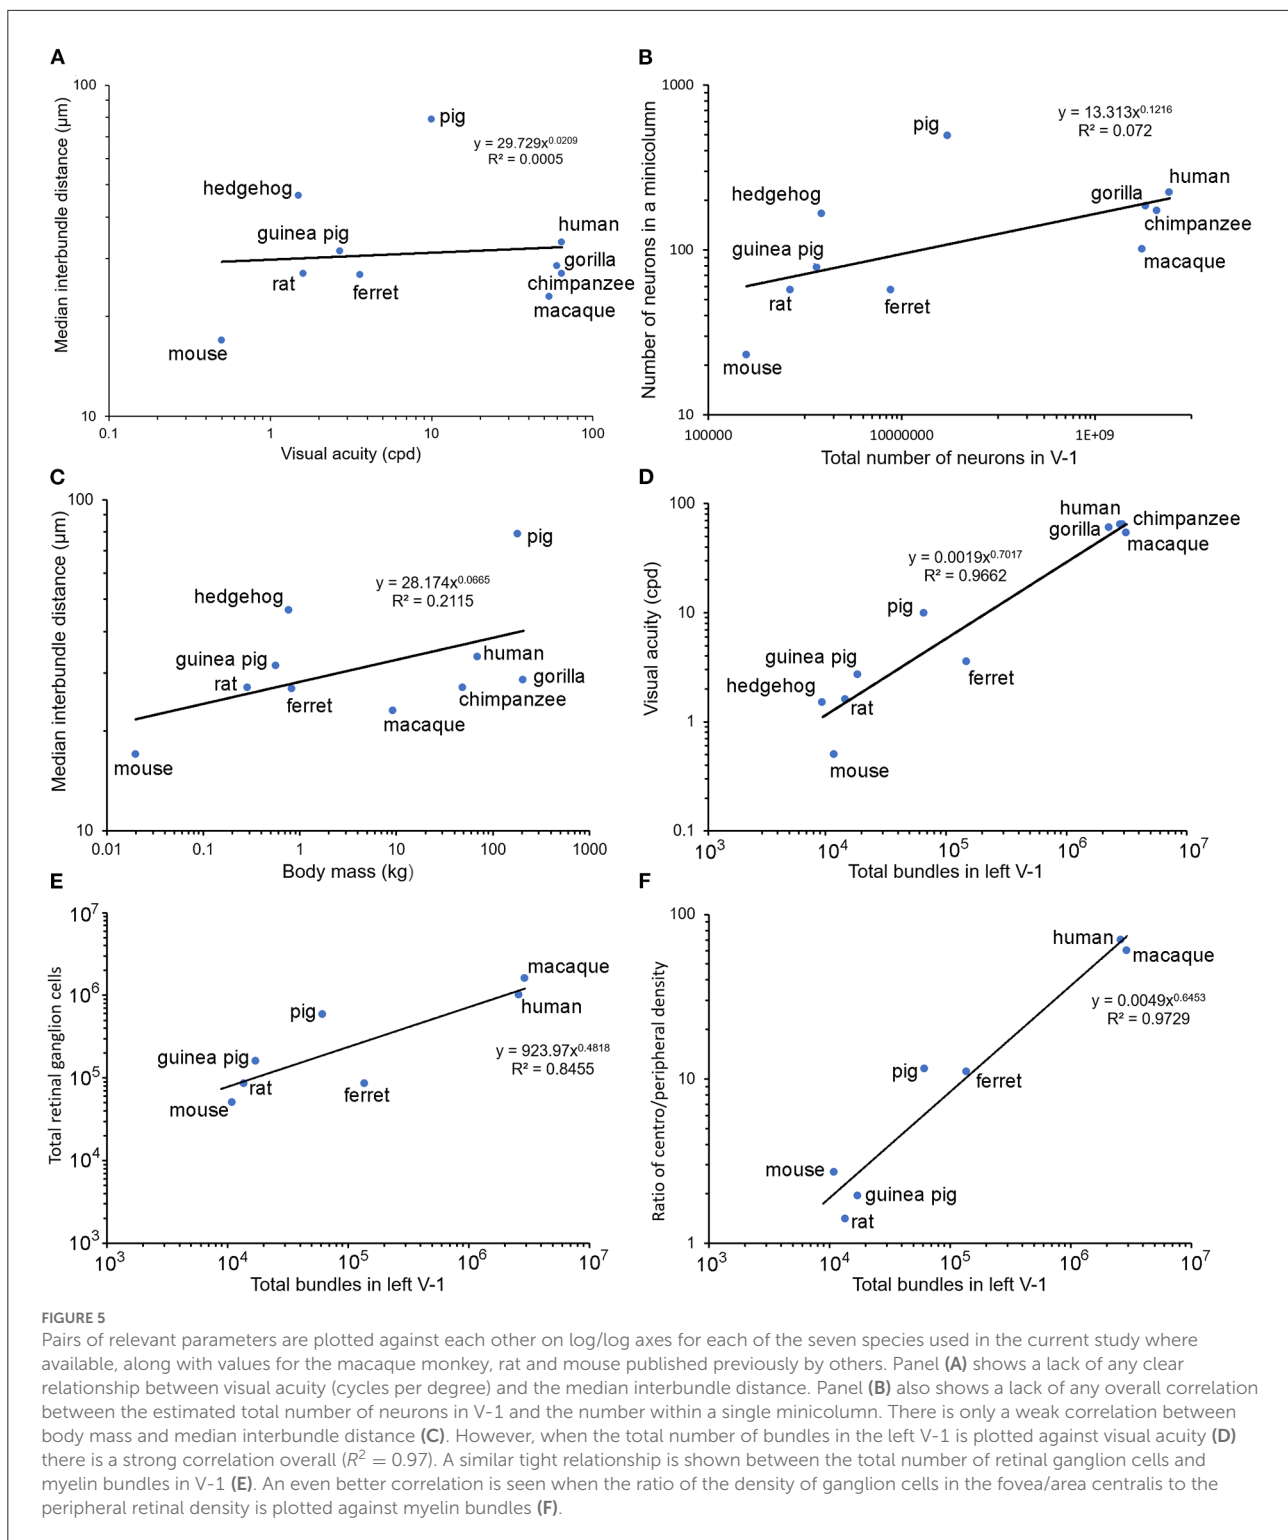 A
Median interbundle distance (µm)
100
10
pig
y = 29.729x^0.0209
R² = 0.0005
hedgehog
guinea pig
human
gorilla
rat
ferret
chimpanzee
macaque
mouse
0.1
1
10
100
Visual acuity (cpd)
B
Number of neurons in a minicolumn
1000
100
10
pig
y = 13.313x^0.1216
R² = 0.072
human
hedgehog
gorilla
chimpanzee
guinea pig
macaque
rat
ferret
mouse
100000
10000000
1E+09
Total number of neurons in V-1
C
Median interbundle distance (µm)
100
10
pig
y = 28.174x^0.0665
R² = 0.2115
hedgehog
guinea pig
human
rat
gorilla
ferret
chimpanzee
macaque
mouse
0.01
0.1
1
10
100
1000
Body mass (kg)
D
Visual acuity (cpd)
100
10
1
0.1
human
chimpanzee
gorilla
macaque
y = 0.0019x^0.7017
R² = 0.9662
pig
guinea pig
ferret
hedgehog
rat
mouse
10^3
10^4
10^5
10^6
10^7
Total bundles in left V-1
E
Total retinal ganglion cells
10^7
10^6
10^5
10^4
10^3
macaque
human
pig
y = 923.97x^0.4818
R² = 0.8455
guinea pig
rat
ferret
mouse
10^3
10^4
10^5
10^6
10^7
Total bundles in left V-1
F
Ratio of centro/peripheral density
100
10
1
human
macaque
y = 0.0049x^0.6453
R² = 0.9729
pig
ferret
mouse
guinea pig
rat
10^3
10^4
10^5
10^6
10^7
Total bundles in left V-1
FIGURE 5
Pairs of relevant parameters are plotted against each other on log/log axes for each of the seven species used in the current study where
available, along with values for the macaque monkey, rat and mouse published previously by others. Panel (A) shows a lack of any clear
relationship between visual acuity (cycles per degree) and the median interbundle distance. Panel (B) also shows a lack of any overall correlation
between the estimated total number of neurons in V-1 and the number within a single minicolumn. There is only a weak correlation between
body mass and median interbundle distance (C). However, when the total number of bundles in the left V-1 is plotted against visual acuity (D)
there is a strong correlation overall (R² = 0.97). A similar tight relationship is shown between the total number of retinal ganglion cells and
myelin bundles in V-1 (E). An even better correlation is seen when the ratio of the density of ganglion cells in the fovea/area centralis to the
peripheral retinal density is plotted against myelin bundles (F).